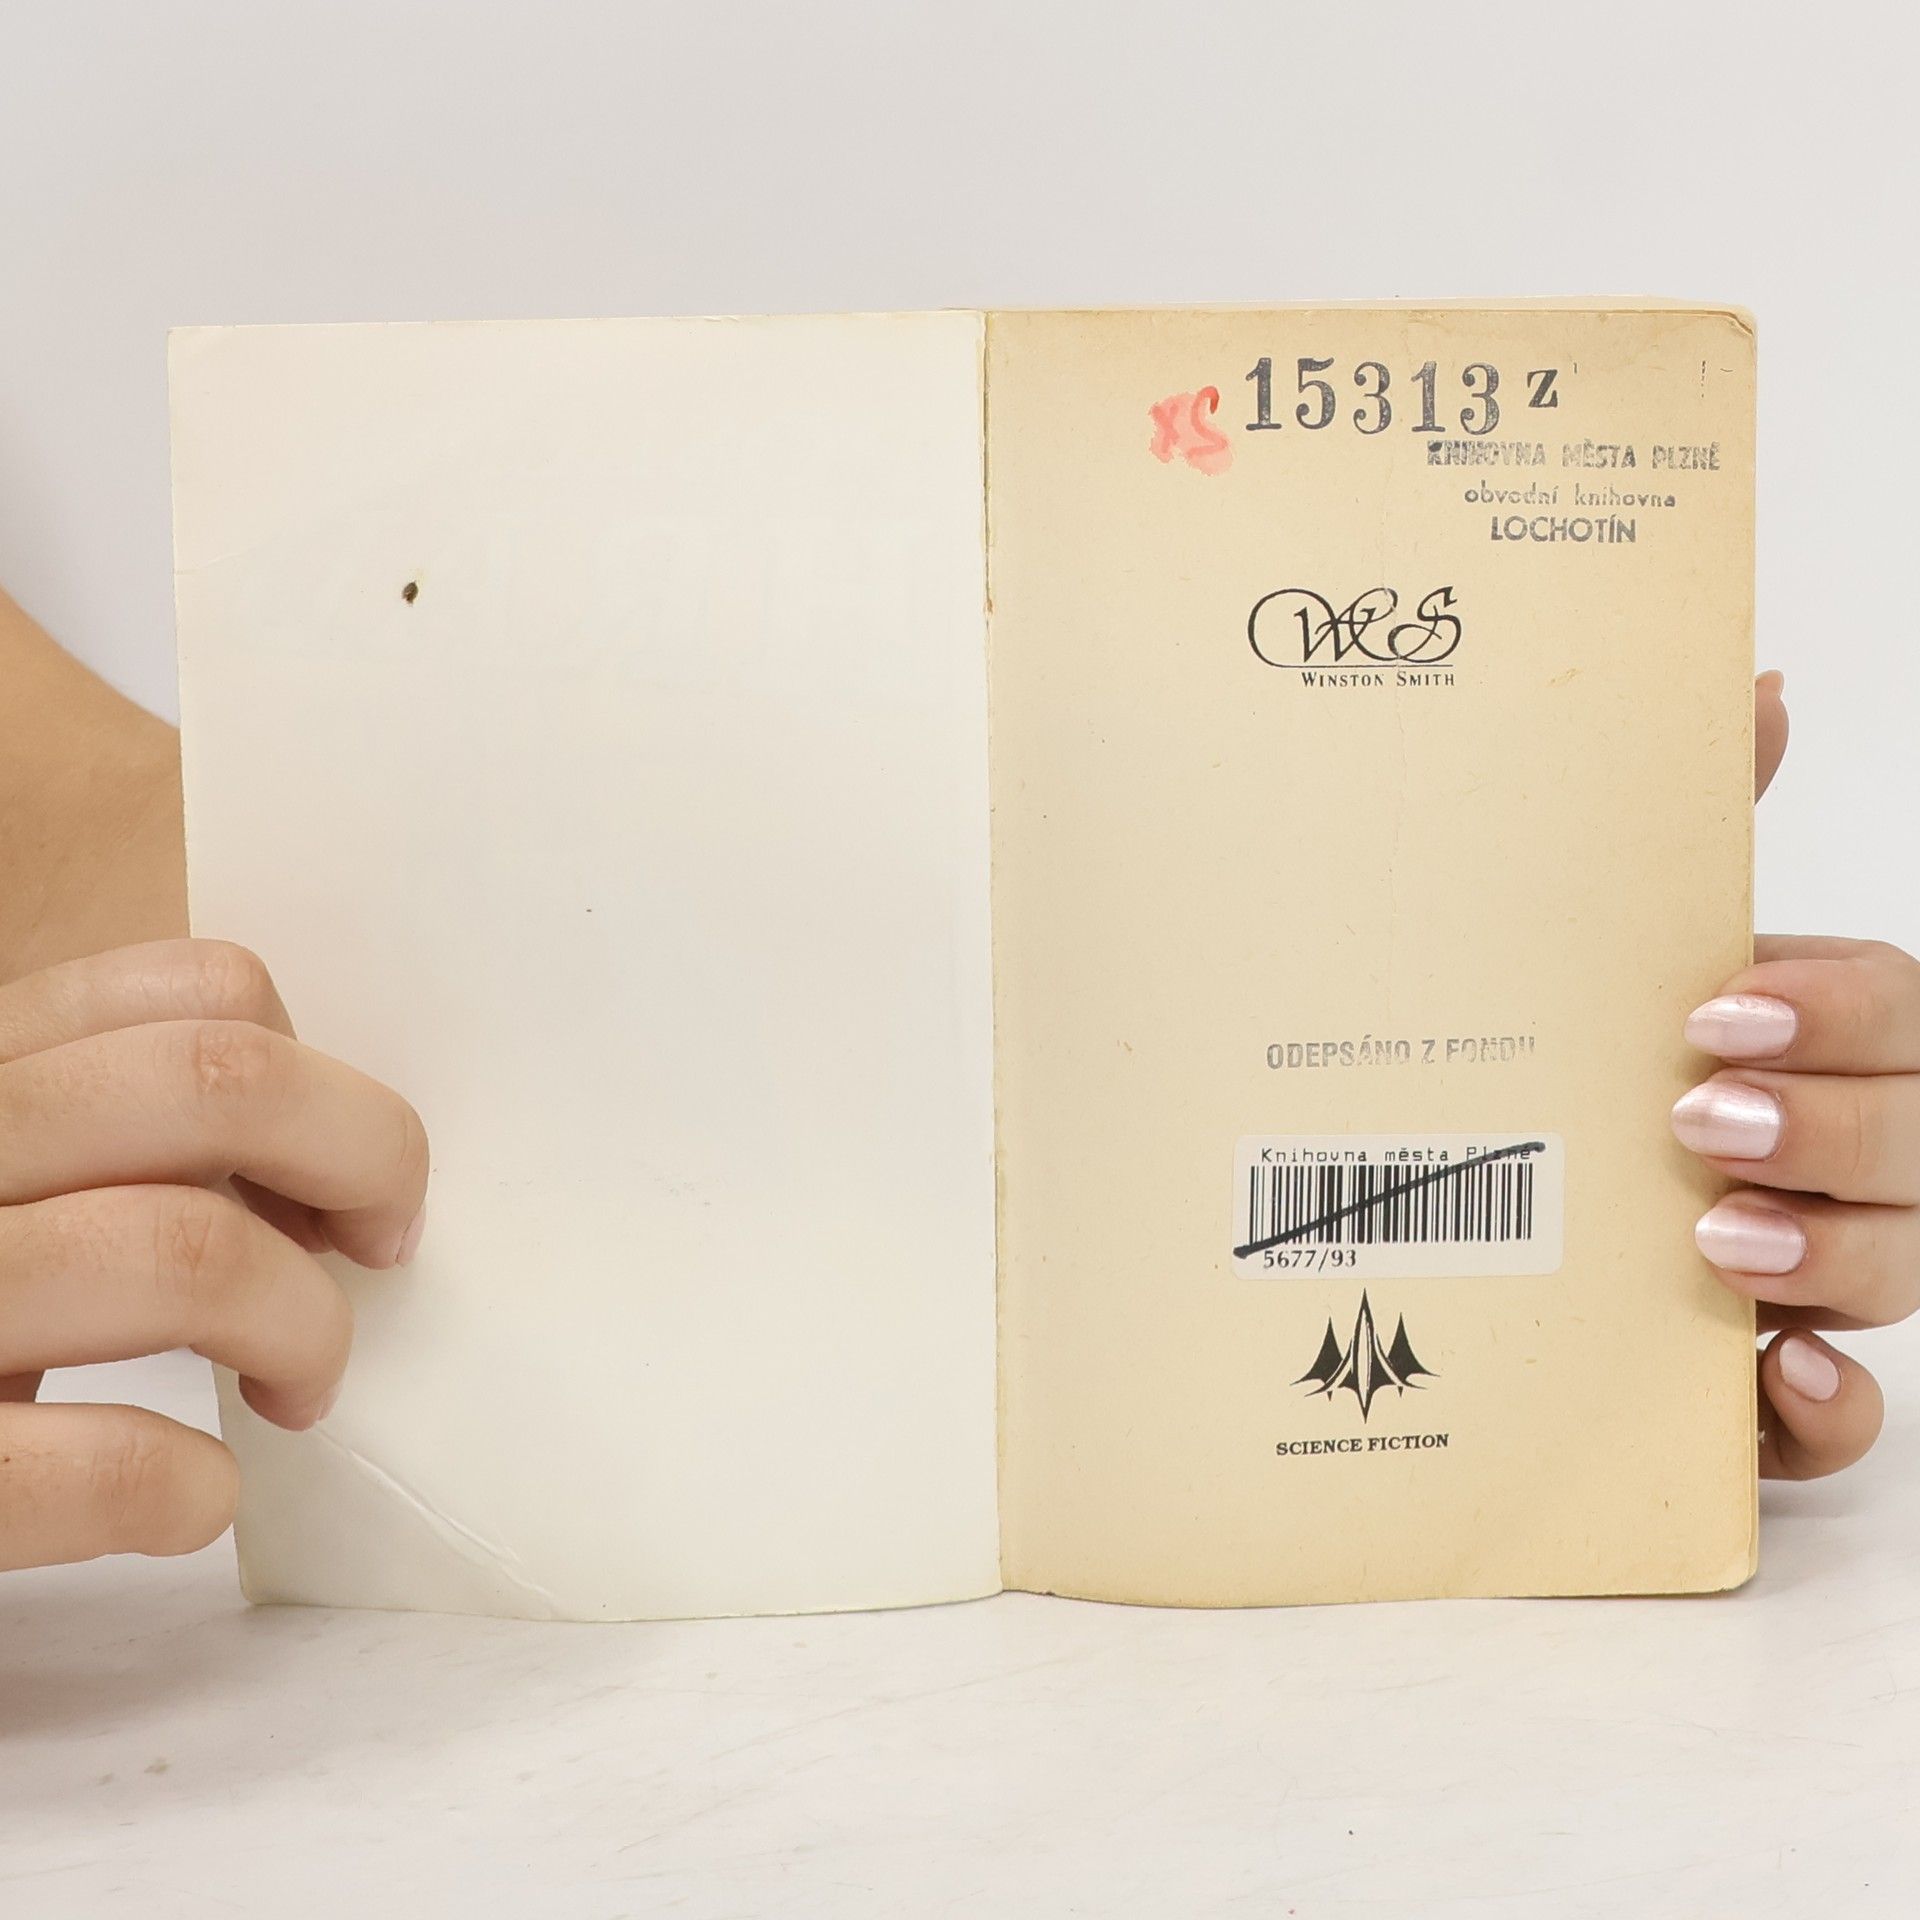 XS 15313 Z
KNIHOVNA MĚSTA PLZNĚ
obvodní knihovna
LOCHOTÍN
WS
WINSTON SMITH
ODEPSÁNO Z FONDU
Knihovna města Plzně
5677/93
SCIENCE FICTION